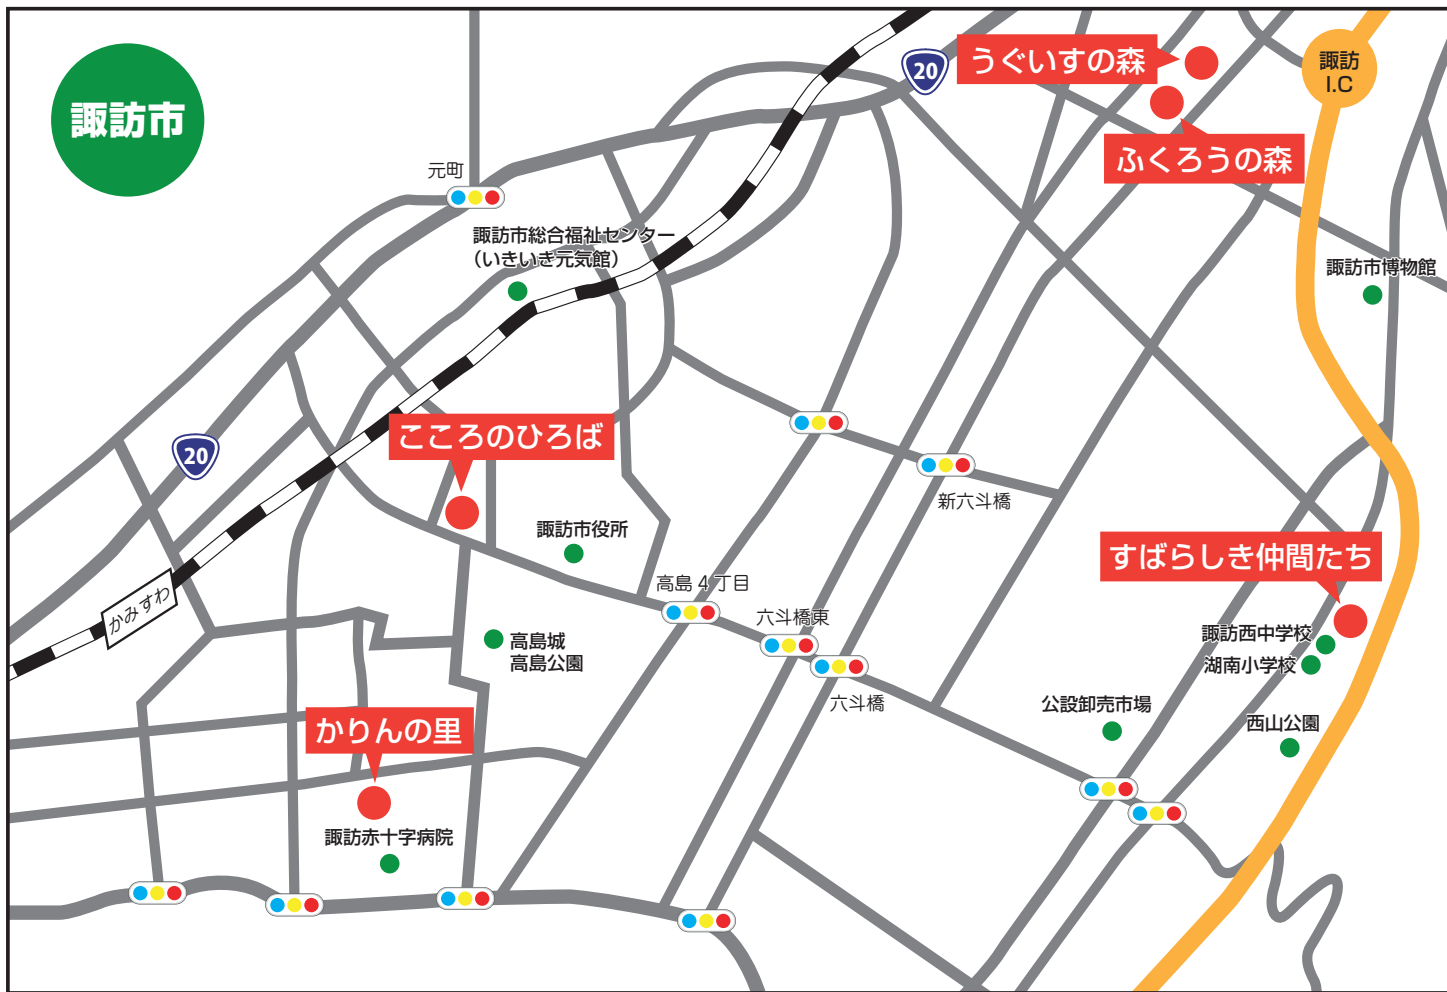 諏訪市
20
うぐいすの森
ふくろうの森
諏訪
I.C
元町
諏訪市総合福祉センター
（いきいき元気館）
諏訪市博物館
20
こころのひろば
新六斗橋
諏訪市役所
すばらしき仲間たち
かみすわ
高島4丁目
六斗橋東
諏訪西中学校
湖南小学校
高島城
高島公園
六斗橋
公設卸売市場
西山公園
かりんの里
諏訪赤十字病院